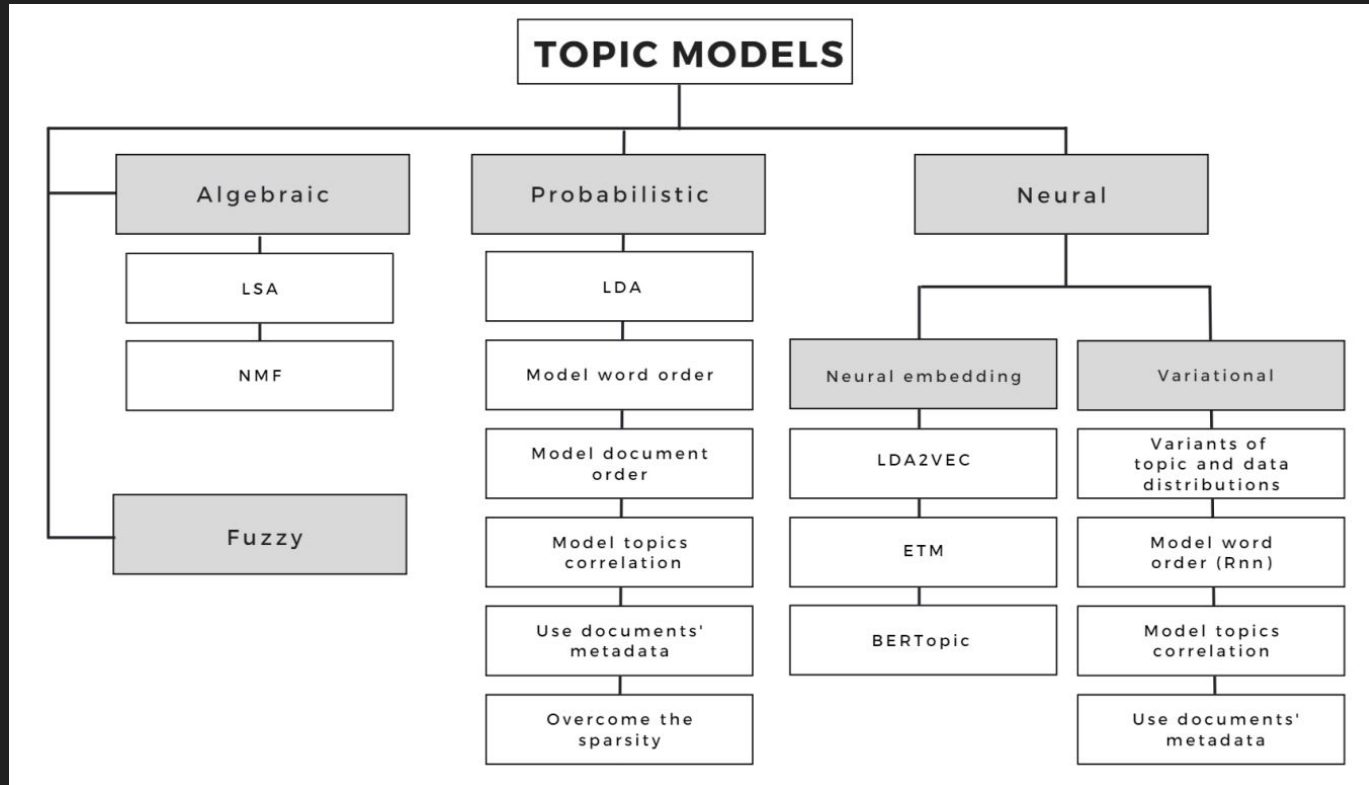 TOPIC MODELS
Algebraic
LSA
NMF
Fuzzy
Probabilistic
LDA
Model word order
Model document
order
Model topics
correlation
Use documents'
metadata
Overcome the
sparsity
Neural
Neural embedding
LDA2VEC
ETM
BERTopic
Variational
Variants of
topic and data
distributions
Model word
order (Rnn)
Model topics
correlation
Use documents'
metadata